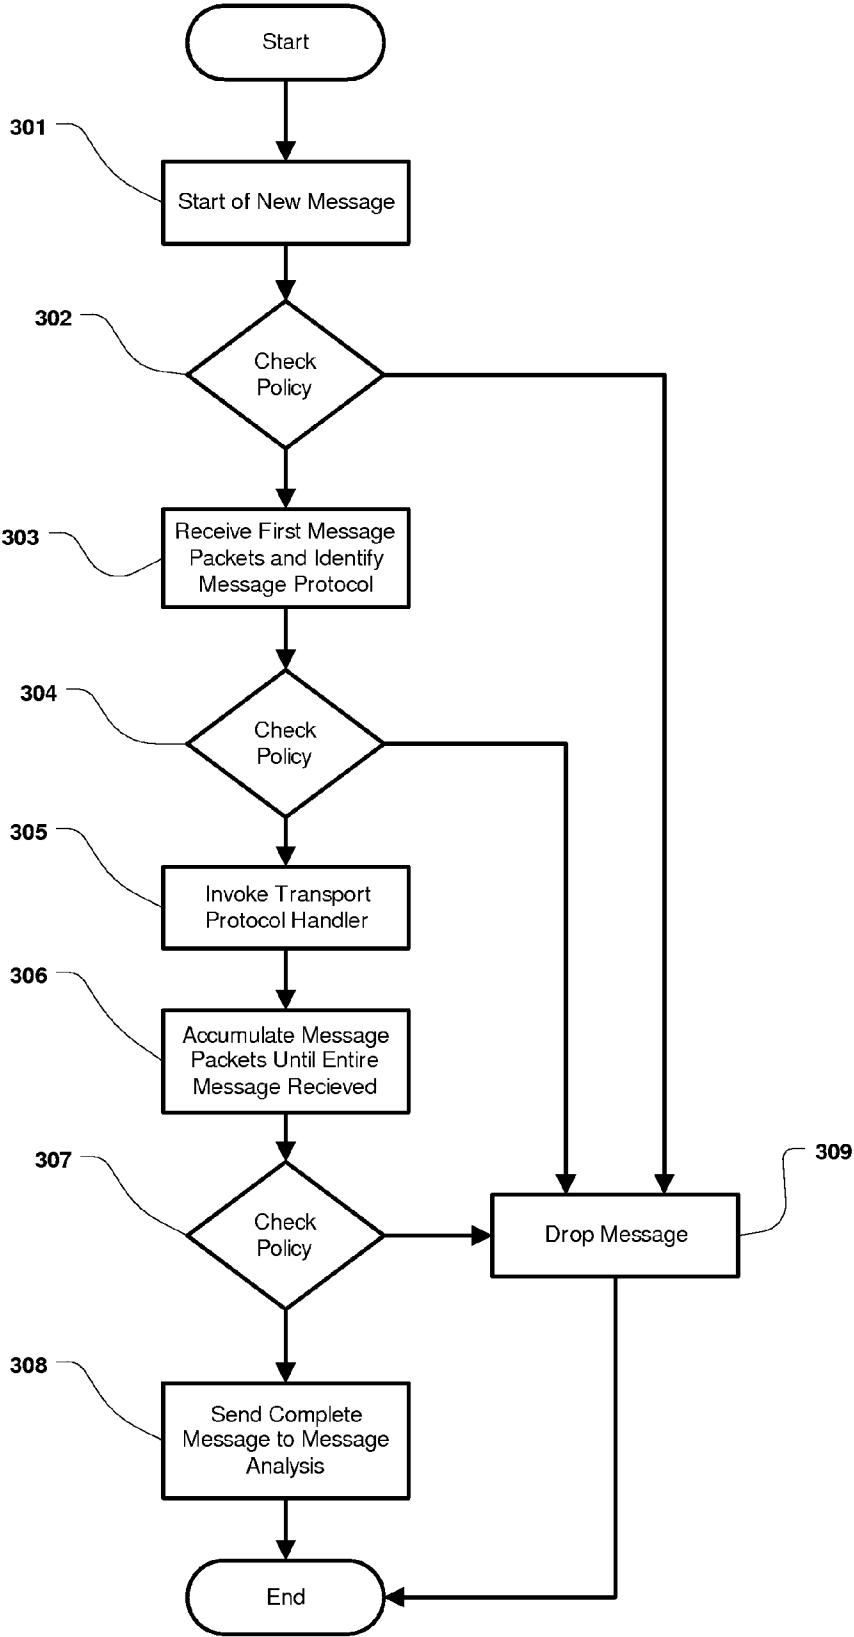 Start
301
Start of New Message
302
Check
Policy
303
Receive First Message
Packets and Identify
Message Protocol
304
Check
Policy
305
Invoke Transport
Protocol Handler
306
Accumulate Message
Packets Until Entire
Message Recieved
307
Check
Policy
309
Drop Message
308
Send Complete
Message to Message
Analysis
End